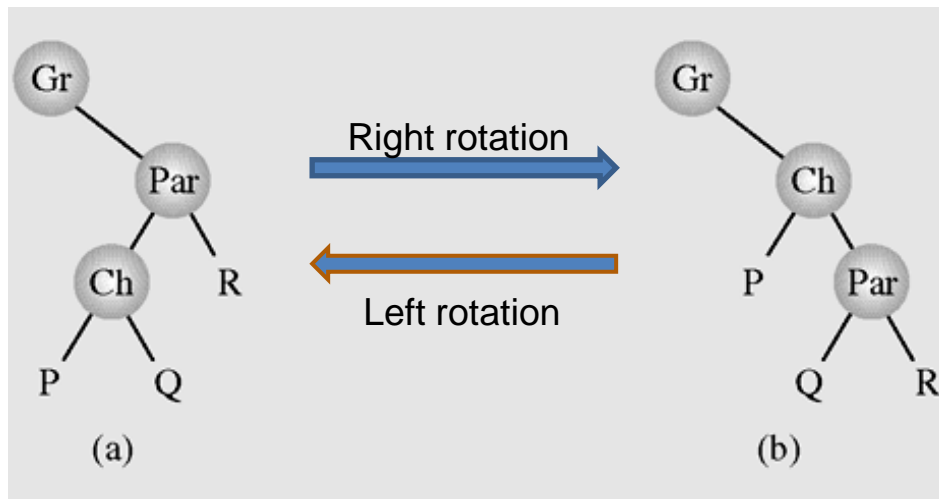 Gr
Par
Ch
R
P
Q
(a)
Right rotation
Left rotation
Gr
Ch
P
Par
Q
R
(b)